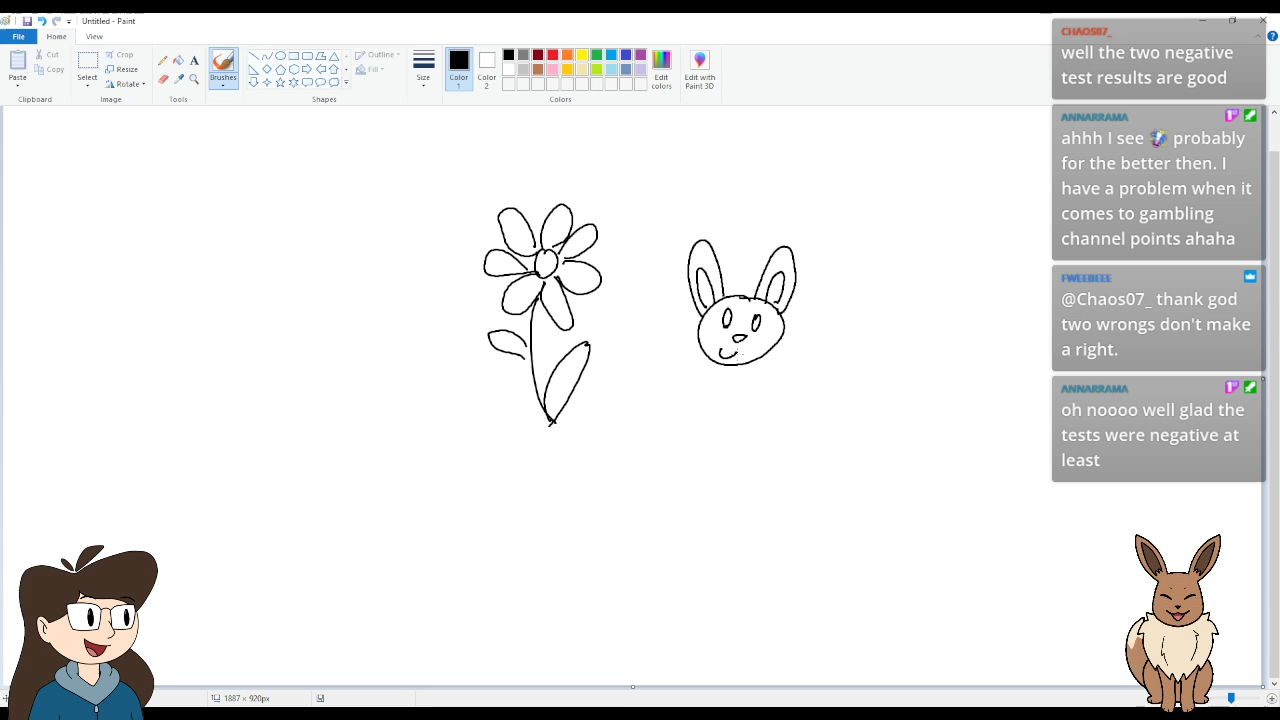 Untitled - Paint
File Home View
Paste
Cut
Copy
Clipboard
Select
Crop
Resize
Rotate
Image
A
Tools
Brushes
Outline
Fill
Shapes
Size
Color 1
Color 2
Edit colors
Colors
Edit with Paint 3D
CHAOS07_
well the two negative
test results are good
ANNARRAMA
ahhh I see probably
for the better then. I
have a problem when it
comes to gambling
channel points ahaha
FWEEBEEE
@Chaos07_ thank god
two wrongs don't make
a right.
ANNARRAMA
oh noooo well glad the
tests were negative at
least
1887 × 920px